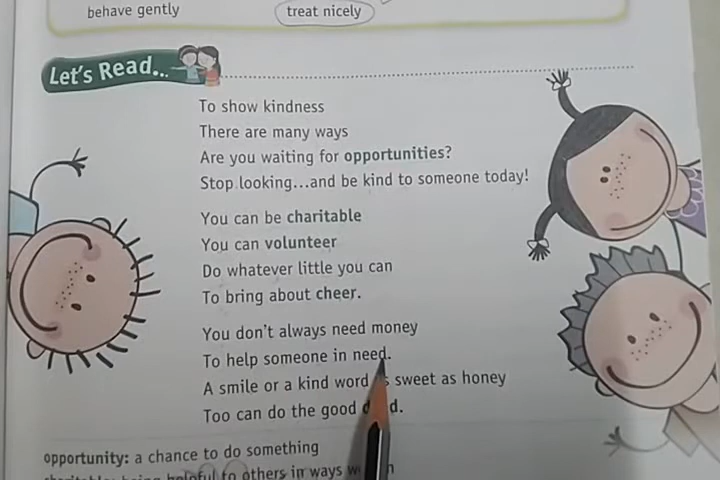 behave gently
treat nicely
Let's Read...
To show kindness
There are many ways
Are you waiting for opportunities?
Stop looking...and be kind to someone today!
You can be charitable
You can volunteer
Do whatever little you can
To bring about cheer.
You don't always need money
To help someone in need.
A smile or a kind word sweet as honey
Too can do the good
opportunity: a chance to do something
helpful to others in ways